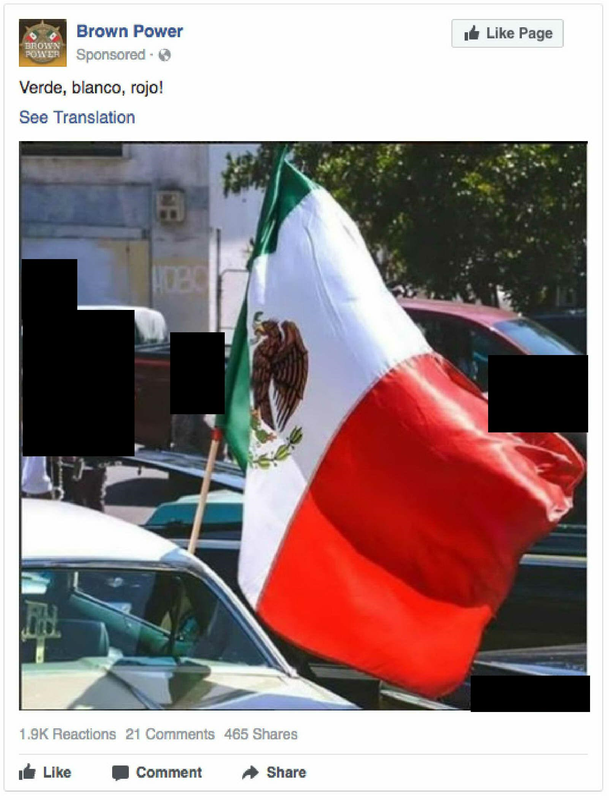 Brown Power
Like Page
BROWN
POWER
Sponsored ·
Verde, blanco, rojo!
See Translation
1.9K Reactions 21 Comments 465 Shares
Like Comment Share